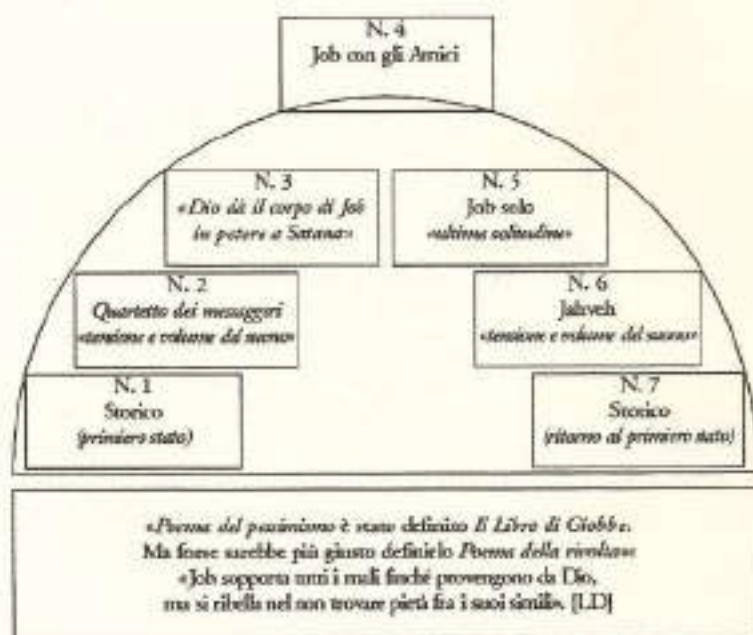 N. 4
Job con gli Amici
N. 3
«Dio dà il corpo di Job
in potere a Satana»
N. 5
Job solo
«ultima solitudine»
N. 2
Quartetto dei messaggeri
«tensione e volume del suono»
N. 6
Jahveh
«tensione e volume del suono»
N. 1
Storico
(primiero stato)
N. 7
Storico
(ritorno al primiero stato)
«Poema del pessimismo è stato definito Il Libro di Giobbe.
Ma forse sarebbe più giusto definirlo Poema della rivolta»
«Job sopporta tutti i mali finché provengono da Dio,
ma si ribella nel non trovare pietà fra i suoi simili». [LD]